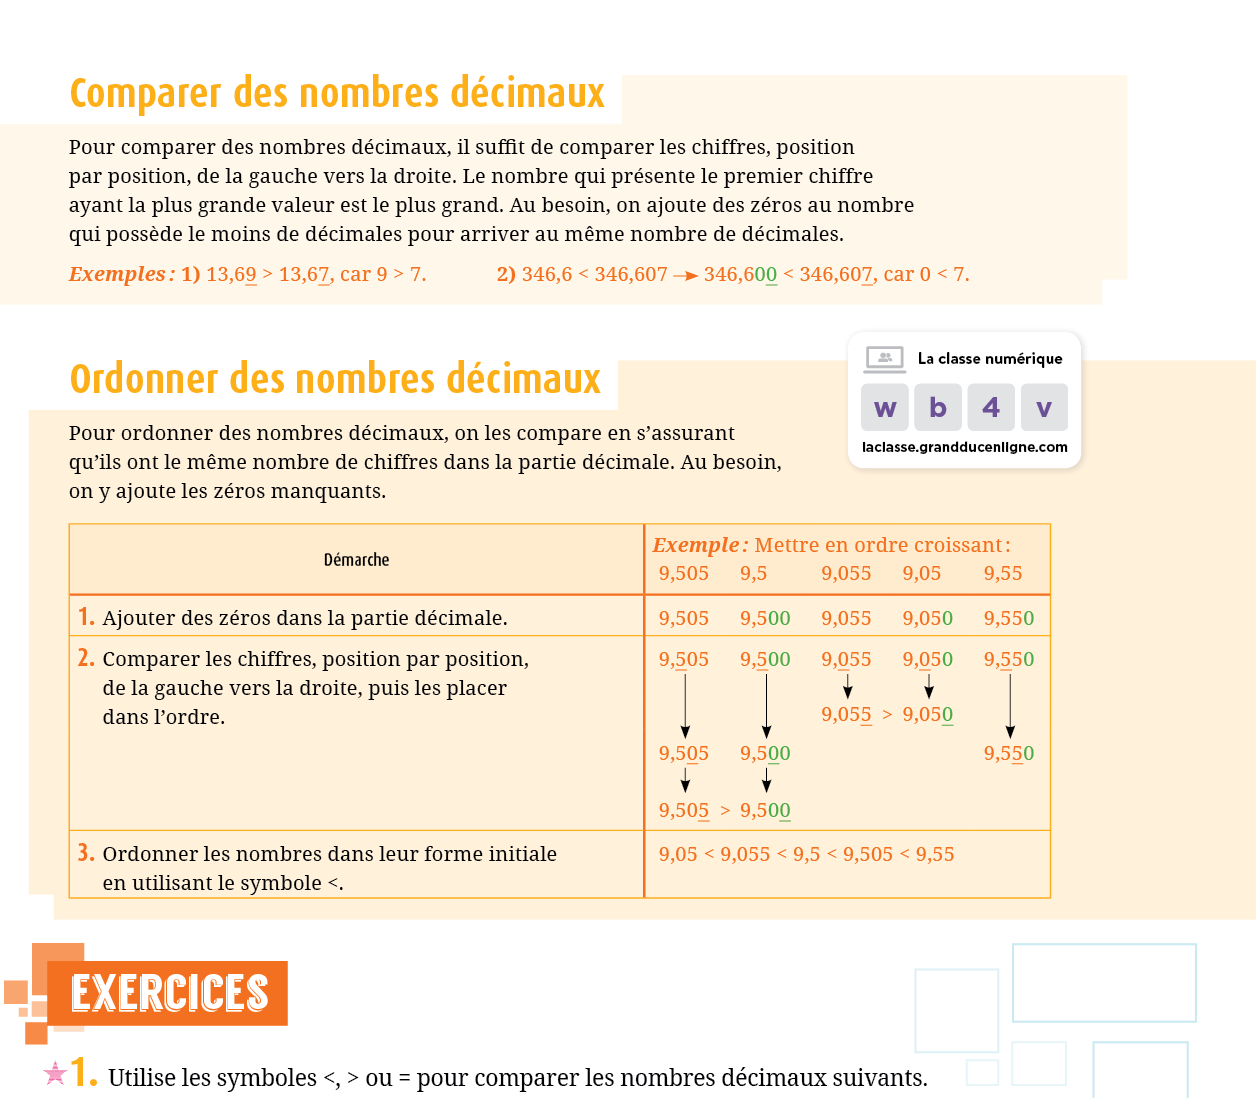 Comparer des nombres décimaux
Pour comparer des nombres décimaux, il suffit de comparer les chiffres, position
par position, de la gauche vers la droite. Le nombre qui présente le premier chiffre
ayant la plus grande valeur est le plus grand. Au besoin, on ajoute des zéros au nombre
qui possède le moins de décimales pour arriver au même nombre de décimales.
Exemples : 1) 13,69 > 13,67, car 9 > 7. 2) 346,6 < 346,607 → 346,600 < 346,607, car 0 < 7.
La classe numérique
w b 4 v
laclasse.grandducenligne.com
Ordonner des nombres décimaux
Pour ordonner des nombres décimaux, on les compare en s’assurant
qu’ils ont le même nombre de chiffres dans la partie décimale. Au besoin,
on y ajoute les zéros manquants.
Démarche
Exemple : Mettre en ordre croissant :
9,505 9,5 9,055 9,05 9,55
1. Ajouter des zéros dans la partie décimale.
9,505 9,500 9,055 9,050 9,550
2. Comparer les chiffres, position par position,
de la gauche vers la droite, puis les placer
dans l’ordre.
9,505 9,500 9,055 9,050 9,550
9,055 > 9,050
9,505 9,500 9,550
9,505 > 9,500
3. Ordonner les nombres dans leur forme initiale
en utilisant le symbole <.
9,05 < 9,055 < 9,5 < 9,505 < 9,55
EXERCICES
1. Utilise les symboles <, > ou = pour comparer les nombres décimaux suivants.